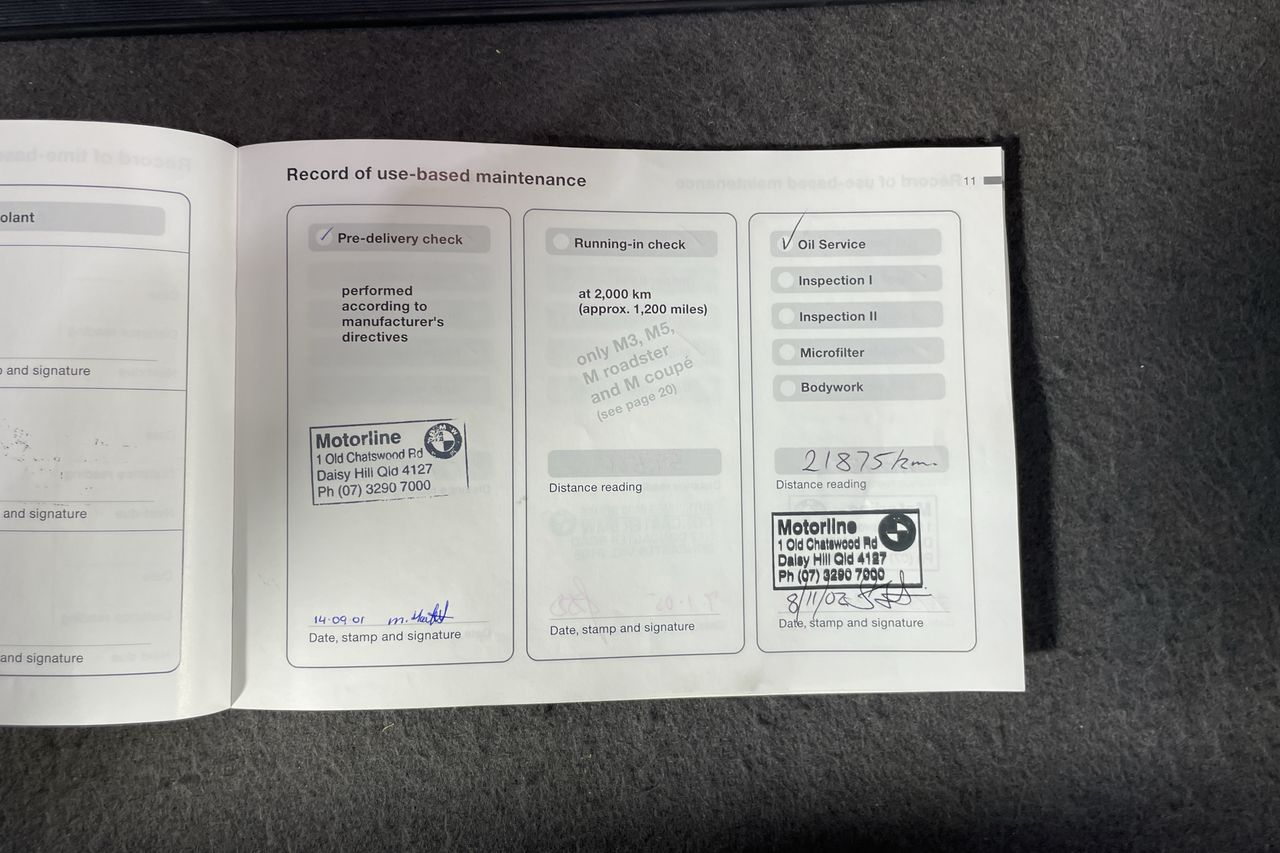 olant
and signature
and signature
and signature
Record of use-based maintenance
11
Pre-delivery check
performed
according to
manufacturer's
directives
Motorline
1 Old Chatswood Rd
Daisy Hill Qld 4127
Ph (07) 3290 7000
14·09·01
Date, stamp and signature
Running-in check
at 2,000 km
(approx. 1,200 miles)
only M3, M5,
M roadster
and M coupé
(see page 20)
Distance reading
Date, stamp and signature
Oil Service
Inspection I
Inspection II
Microfilter
Bodywork
21875km.
Distance reading
Motorline
1 Old Chatswood Rd
Daisy Hill Qld 4127
Ph (07) 3290 7000
8/11/02
Date, stamp and signature